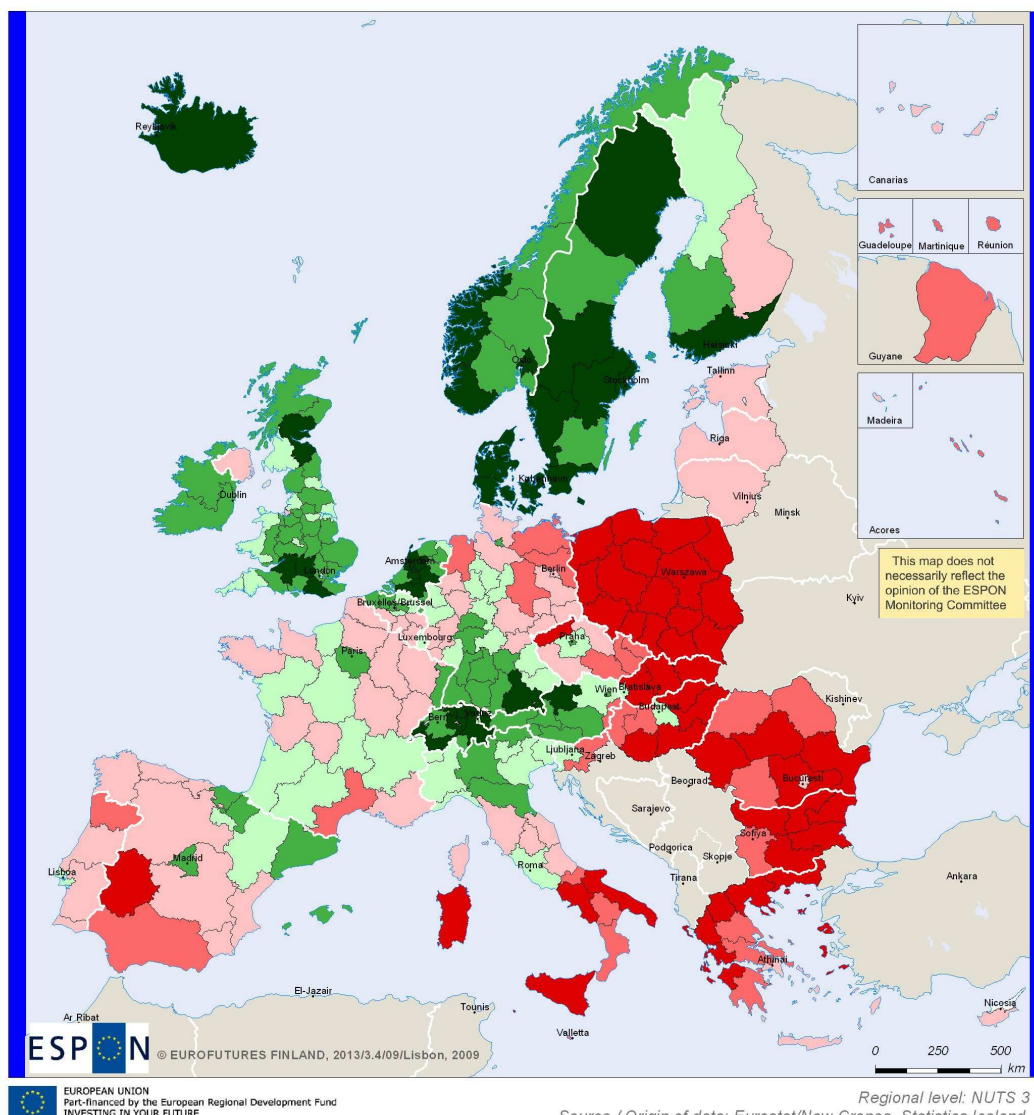 Reykjavik
Canarias
Guadeloupe
Martinique
Réunion
Guyane
Oslo
Helsinki
Stockholm
Tallinn
Madeira
Riga
Acores
Dublin
København
Vilnius
Minsk
London
Amsterdam
Berlin
Warszawa
This map does not
necessarily reflect the
opinion of the ESPON
Monitoring Committee
Kyiv
Bruxelles/Brussel
Luxembourg
Praha
Paris
Wien
Bratislava
Budapest
Kishinev
Bern
Ljubljana
Zagreb
Beograd
Bucuresti
Sarajevo
Sofiya
Podgorica
Skopje
Roma
Tirana
Ankara
Madrid
Lisboa
Athinai
El-Jazair
Tounis
Nicosia
Ar Ribat
Valletta
ESPON
© EUROFUTURES FINLAND, 2013/3.4/09/Lisbon, 2009
0 250 500
km
EUROPEAN UNION
Part-financed by the European Regional Development Fund
INVESTING IN YOUR FUTURE
Regional level: NUTS 3